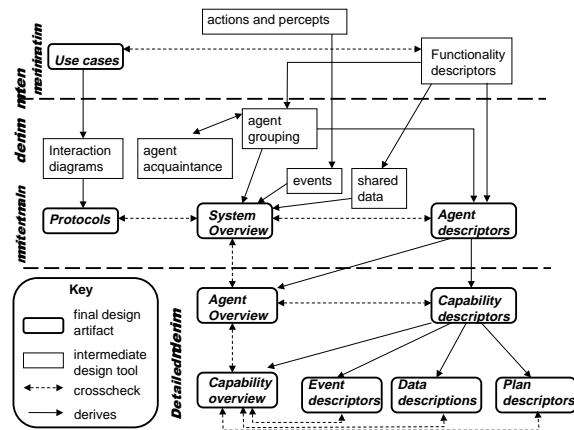 actions and percepts
Use cases
Functionality
descriptors
agent
grouping
Interaction
diagrams
agent
acquaintance
events
shared
data
Protocols
System
Overview
Agent
descriptors
Key
final design
artifact
intermediate
design tool
crosscheck
derives
Detailed
Agent
Overview
Capability
descriptors
Capability
overview
Event
descriptors
Data
descriptions
Plan
descriptors